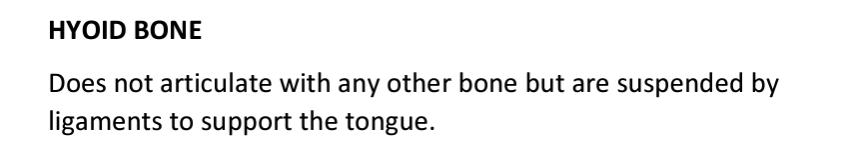 HYOID BONE
Does not articulate with any other bone but are suspended by
ligaments to support the tongue.